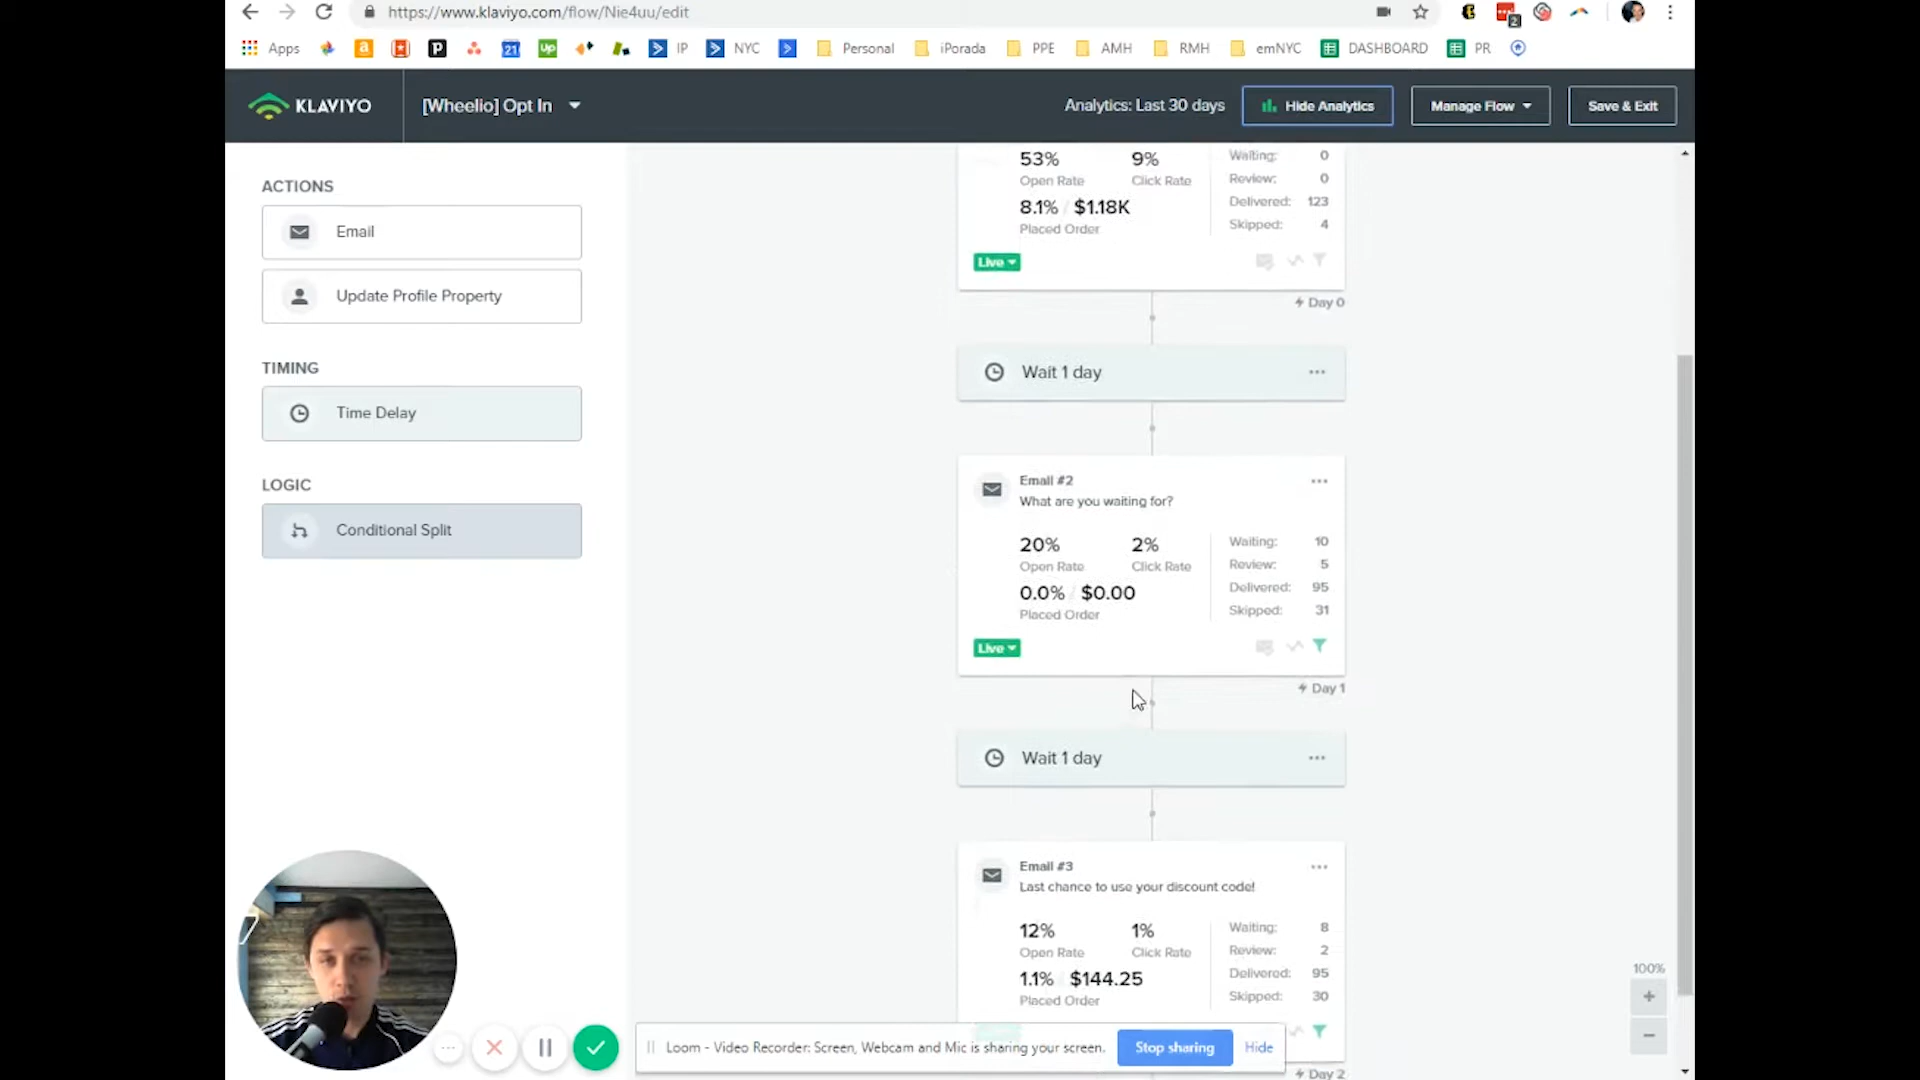 https://www.klaviyo.com/flow/Nie4uu/edit
2
Apps
a
P
21
up
IP
NYC
Personal
iPorada
PPE
AMH
RMH
emNYC
DASHBOARD
PR
KLAVIYO
[Wheelio] Opt In
Analytics: Last 30 days
Hide Analytics
Manage Flow
Save & Exit
ACTIONS
Email
Update Profile Property
TIMING
Time Delay
LOGIC
Conditional Split
53%
9%
Open Rate
Click Rate
8.1% / $1.18K
Placed Order
Waiting: 0
Review: 0
Delivered: 123
Skipped: 4
Live
Day 0
Wait 1 day
Email #2
What are you waiting for?
20%
2%
Open Rate
Click Rate
0.0% / $0.00
Placed Order
Waiting: 10
Review: 5
Delivered: 95
Skipped: 31
Live
Day 1
Wait 1 day
Email #3
Last chance to use your discount code!
12%
1%
Open Rate
Click Rate
1.1% / $144.25
Placed Order
Waiting: 8
Review: 2
Delivered: 95
Skipped: 30
Day 2
100%
Loom - Video Recorder: Screen, Webcam and Mic is sharing your screen.
Stop sharing
Hide